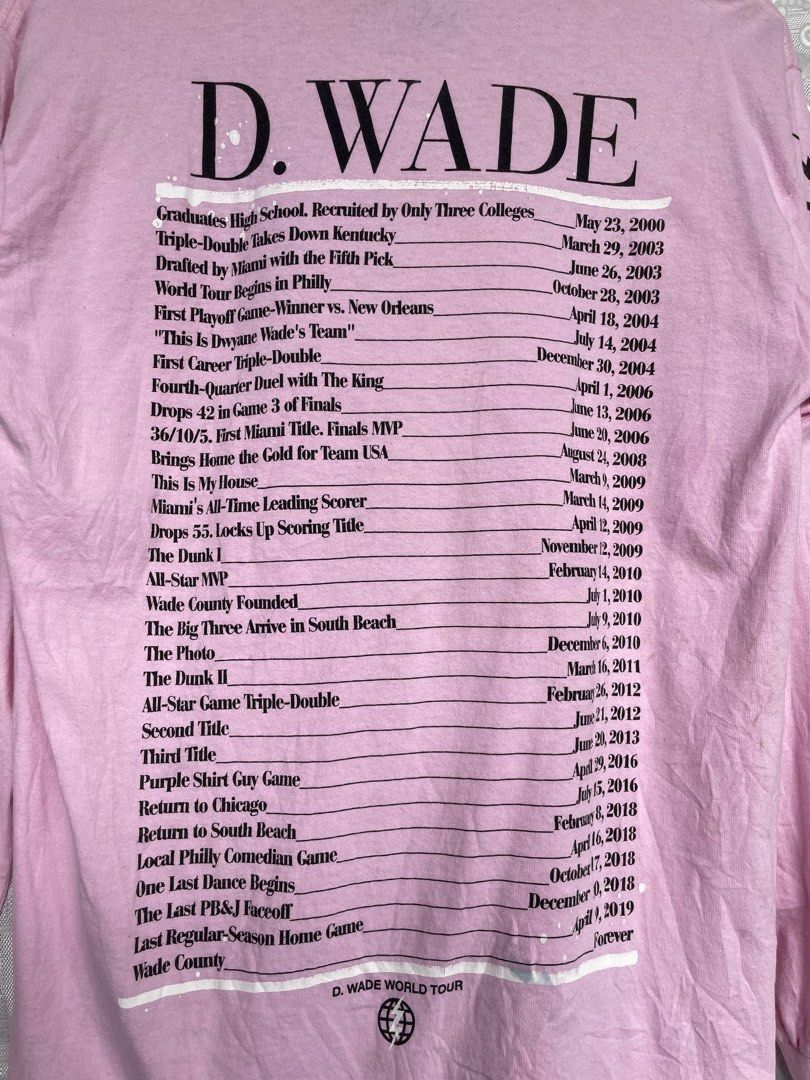 D. WADE
Graduates High School. Recruited by Only Three Colleges May 23, 2000
Triple-Double Takes Down Kentucky March 29, 2003
Drafted by Miami with the Fifth Pick June 26, 2003
World Tour Begins in Philly October 28, 2003
First Playoff Game-Winner vs. New Orleans April 18, 2004
"This Is Dwyane Wade's Team" July 14, 2004
First Career Triple-Double December 30, 2004
Fourth-Quarter Duel with The King April 1, 2006
Drops 42 in Game 3 of Finals June 13, 2006
36/10/5. First Miami Title. Finals MVP June 20, 2006
Brings Home the Gold for Team USA August 24, 2008
This Is My House March 9, 2009
Miami's All-Time Leading Scorer March 14, 2009
Drops 55. Locks Up Scoring Title April 12, 2009
The Dunk I November 12, 2009
All-Star MVP February 14, 2010
Wade County Founded July 1, 2010
The Big Three Arrive in South Beach July 9, 2010
The Photo December 6, 2010
The Dunk II March 16, 2011
All-Star Game Triple-Double February 26, 2012
Second Title June 21, 2012
Third Title June 20, 2013
Purple Shirt Guy Game April 29, 2016
Return to Chicago July 15, 2016
Return to South Beach February 8, 2018
Local Philly Comedian Game April 16, 2018
One Last Dance Begins October 17, 2018
The Last PB&J Faceoff December 10, 2018
Last Regular-Season Home Game April 9, 2019
Wade County Forever
D. WADE WORLD TOUR